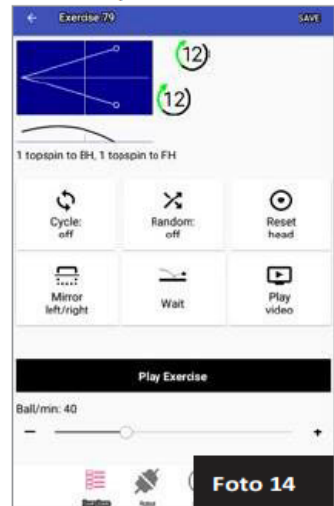 Exercise 79
SAVE
12
12
1 topspin to BH, 1 topspin to FH
Cycle:
off
Random:
off
Reset
head
Mirror
left/right
Wait
Play
video
Play Exercise
Ball/min: 40
Robot
Foto 14